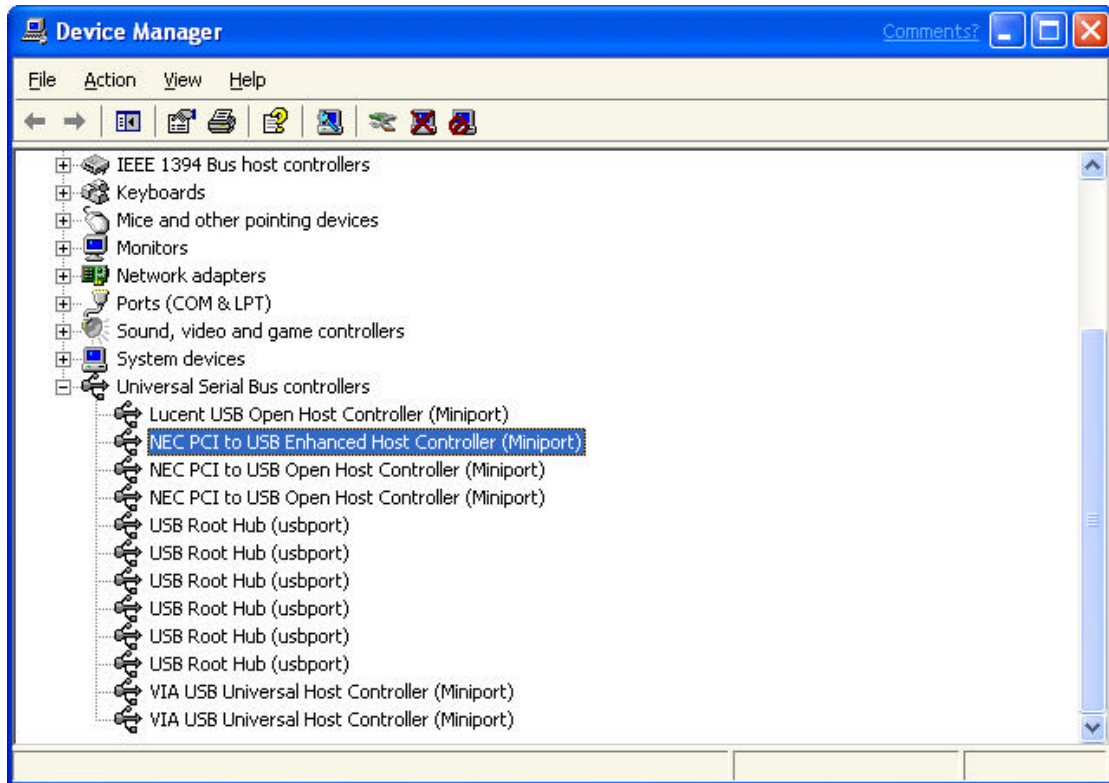 Device Manager
Comments?
File Action View Help
IEEE 1394 Bus host controllers
Keyboards
Mice and other pointing devices
Monitors
Network adapters
Ports (COM & LPT)
Sound, video and game controllers
System devices
Universal Serial Bus controllers
Lucent USB Open Host Controller (Miniport)
NEC PCI to USB Enhanced Host Controller (Miniport)
NEC PCI to USB Open Host Controller (Miniport)
NEC PCI to USB Open Host Controller (Miniport)
USB Root Hub (usbport)
USB Root Hub (usbport)
USB Root Hub (usbport)
USB Root Hub (usbport)
USB Root Hub (usbport)
USB Root Hub (usbport)
VIA USB Universal Host Controller (Miniport)
VIA USB Universal Host Controller (Miniport)